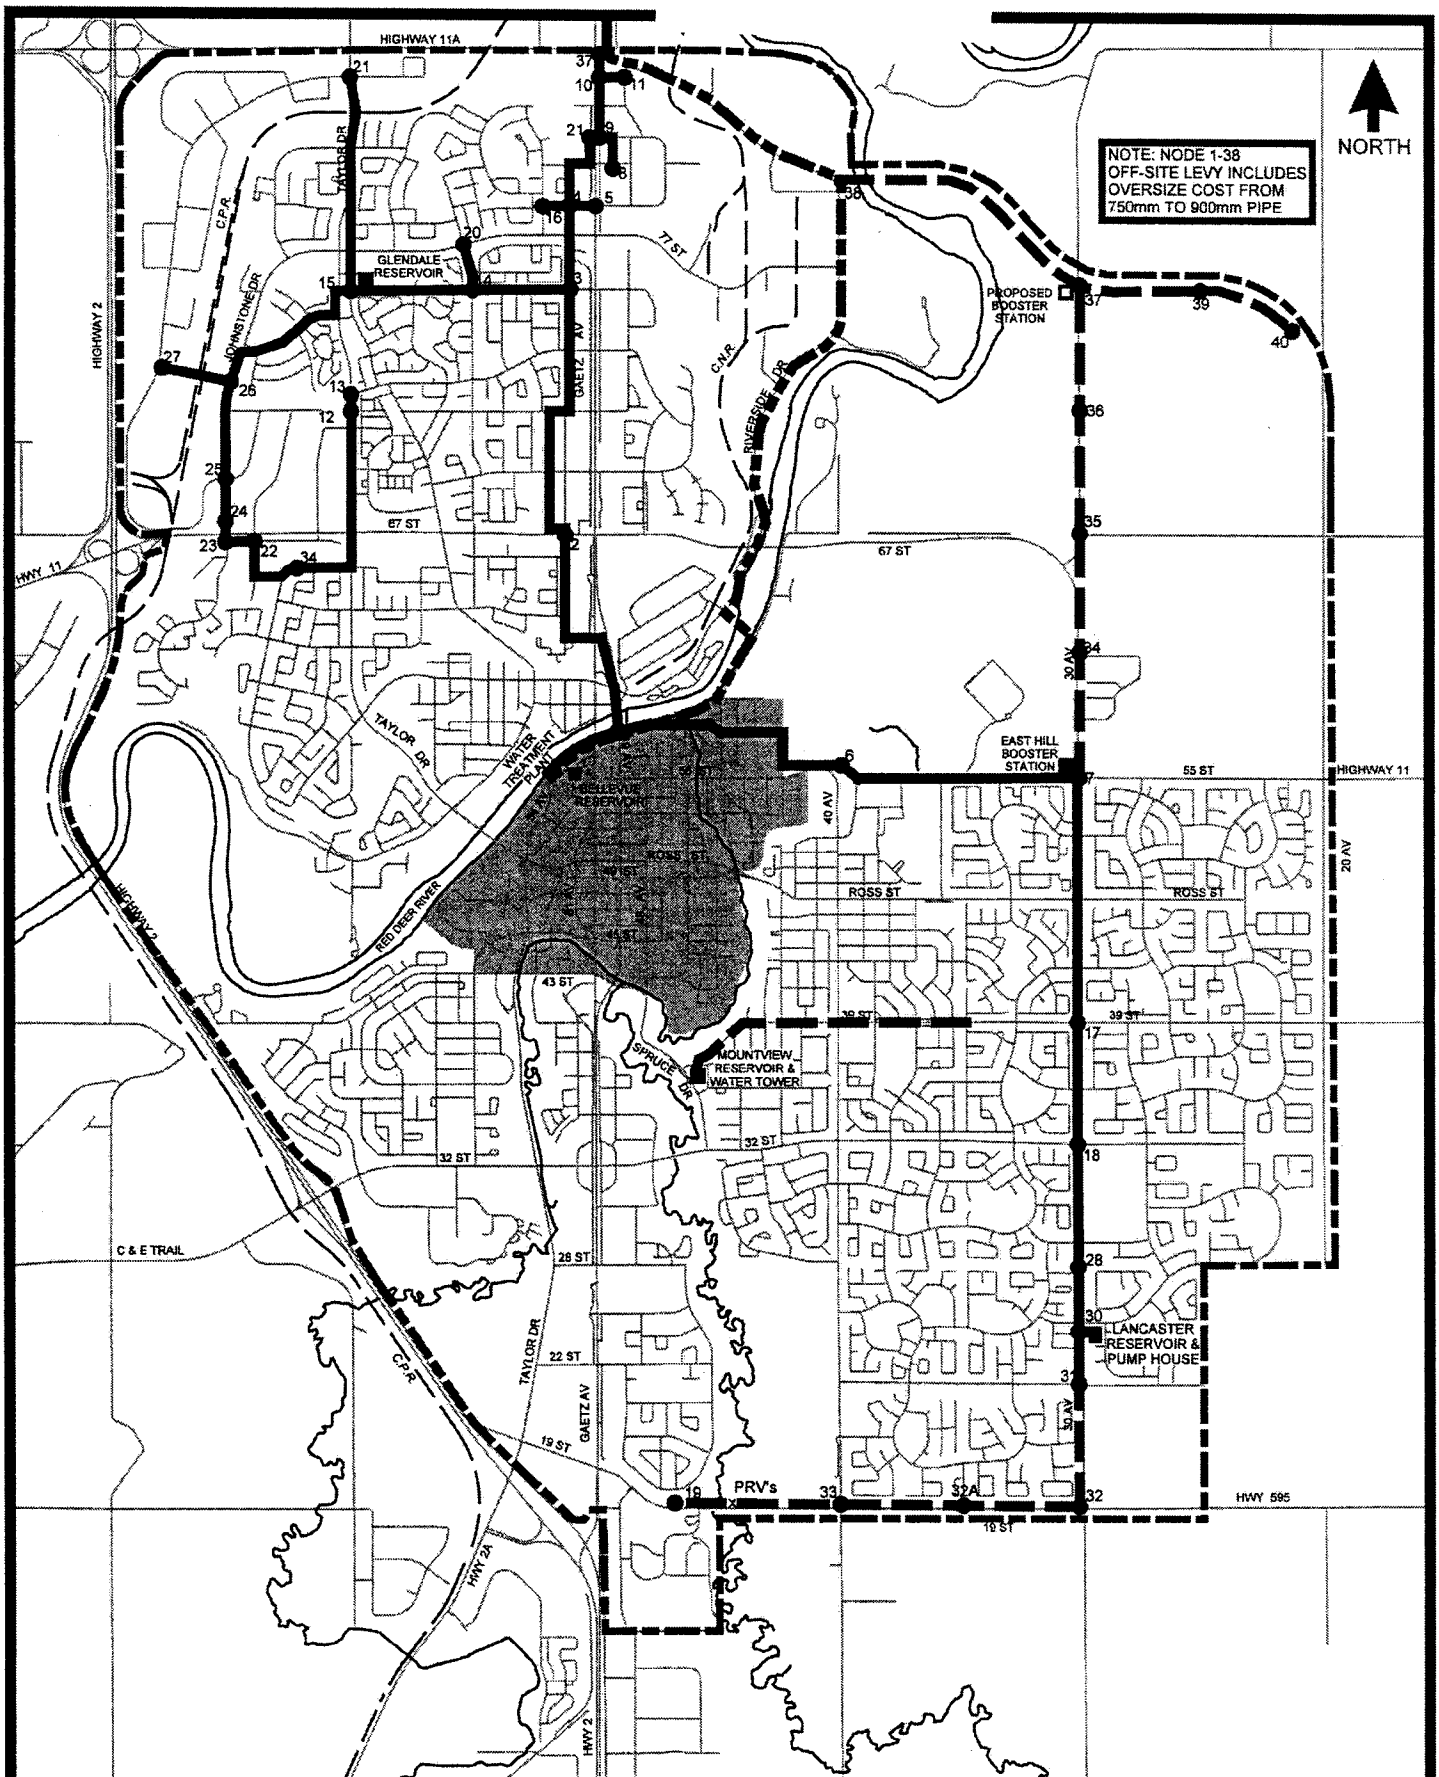 HIGHWAY 11A
37
21
10
11
NORTH
NOTE: NODE 1-38
OFF-SITE LEVY INCLUDES
OVERSIZE COST FROM
750mm TO 900mm PIPE
21
9
8
TAYLOR DR
38
4
5
16
C.P.R.
20
77 ST
GLENDALE
RESERVOIR
15
14
3
PROPOSED
BOOSTER
STATION
37
39
40
HIGHWAY 2
JOHNSTONE DR
GAETZ AV
C.N.R.
RIVERSIDE DR
27
26
13
12
36
25
24
67 ST
35
23
22
2
67 ST
HWY 11
34
34
30 AV
TAYLOR DR
WATER
TREATMENT
PLANT
EAST HILL
BOOSTER
STATION
6
7
55 ST
HIGHWAY 11
55 ST
BELLEVUE
RESERVOIR
40 AV
ROSS ST
20 AV
ROSS ST
ROSS ST
HIGHWAY 2
RED DEER RIVER
43 ST
39 ST
39 ST
17
SPRUCE DR
MOUNTVIEW
RESERVOIR &
WATER TOWER
32 ST
32 ST
18
C & E TRAIL
28 ST
28
30
LANCASTER
RESERVOIR &
PUMP HOUSE
TAYLOR DR
22 ST
C.P.R.
31
GAETZ AV
30 AV
19 ST
19
PRV's
x
33
32A
32
HWY 595
19 ST
HWY 2A
HWY 2